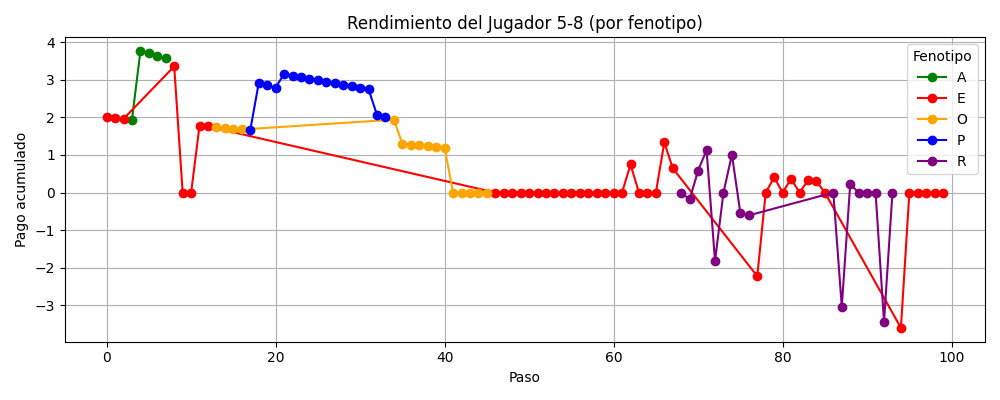 Rendimiento del Jugador 5-8 (por fenotipo)
Pago acumulado
4
3
2
1
0
−1
−2
−3
0
20
40
60
80
100
Paso
Fenotipo
A
E
O
P
R